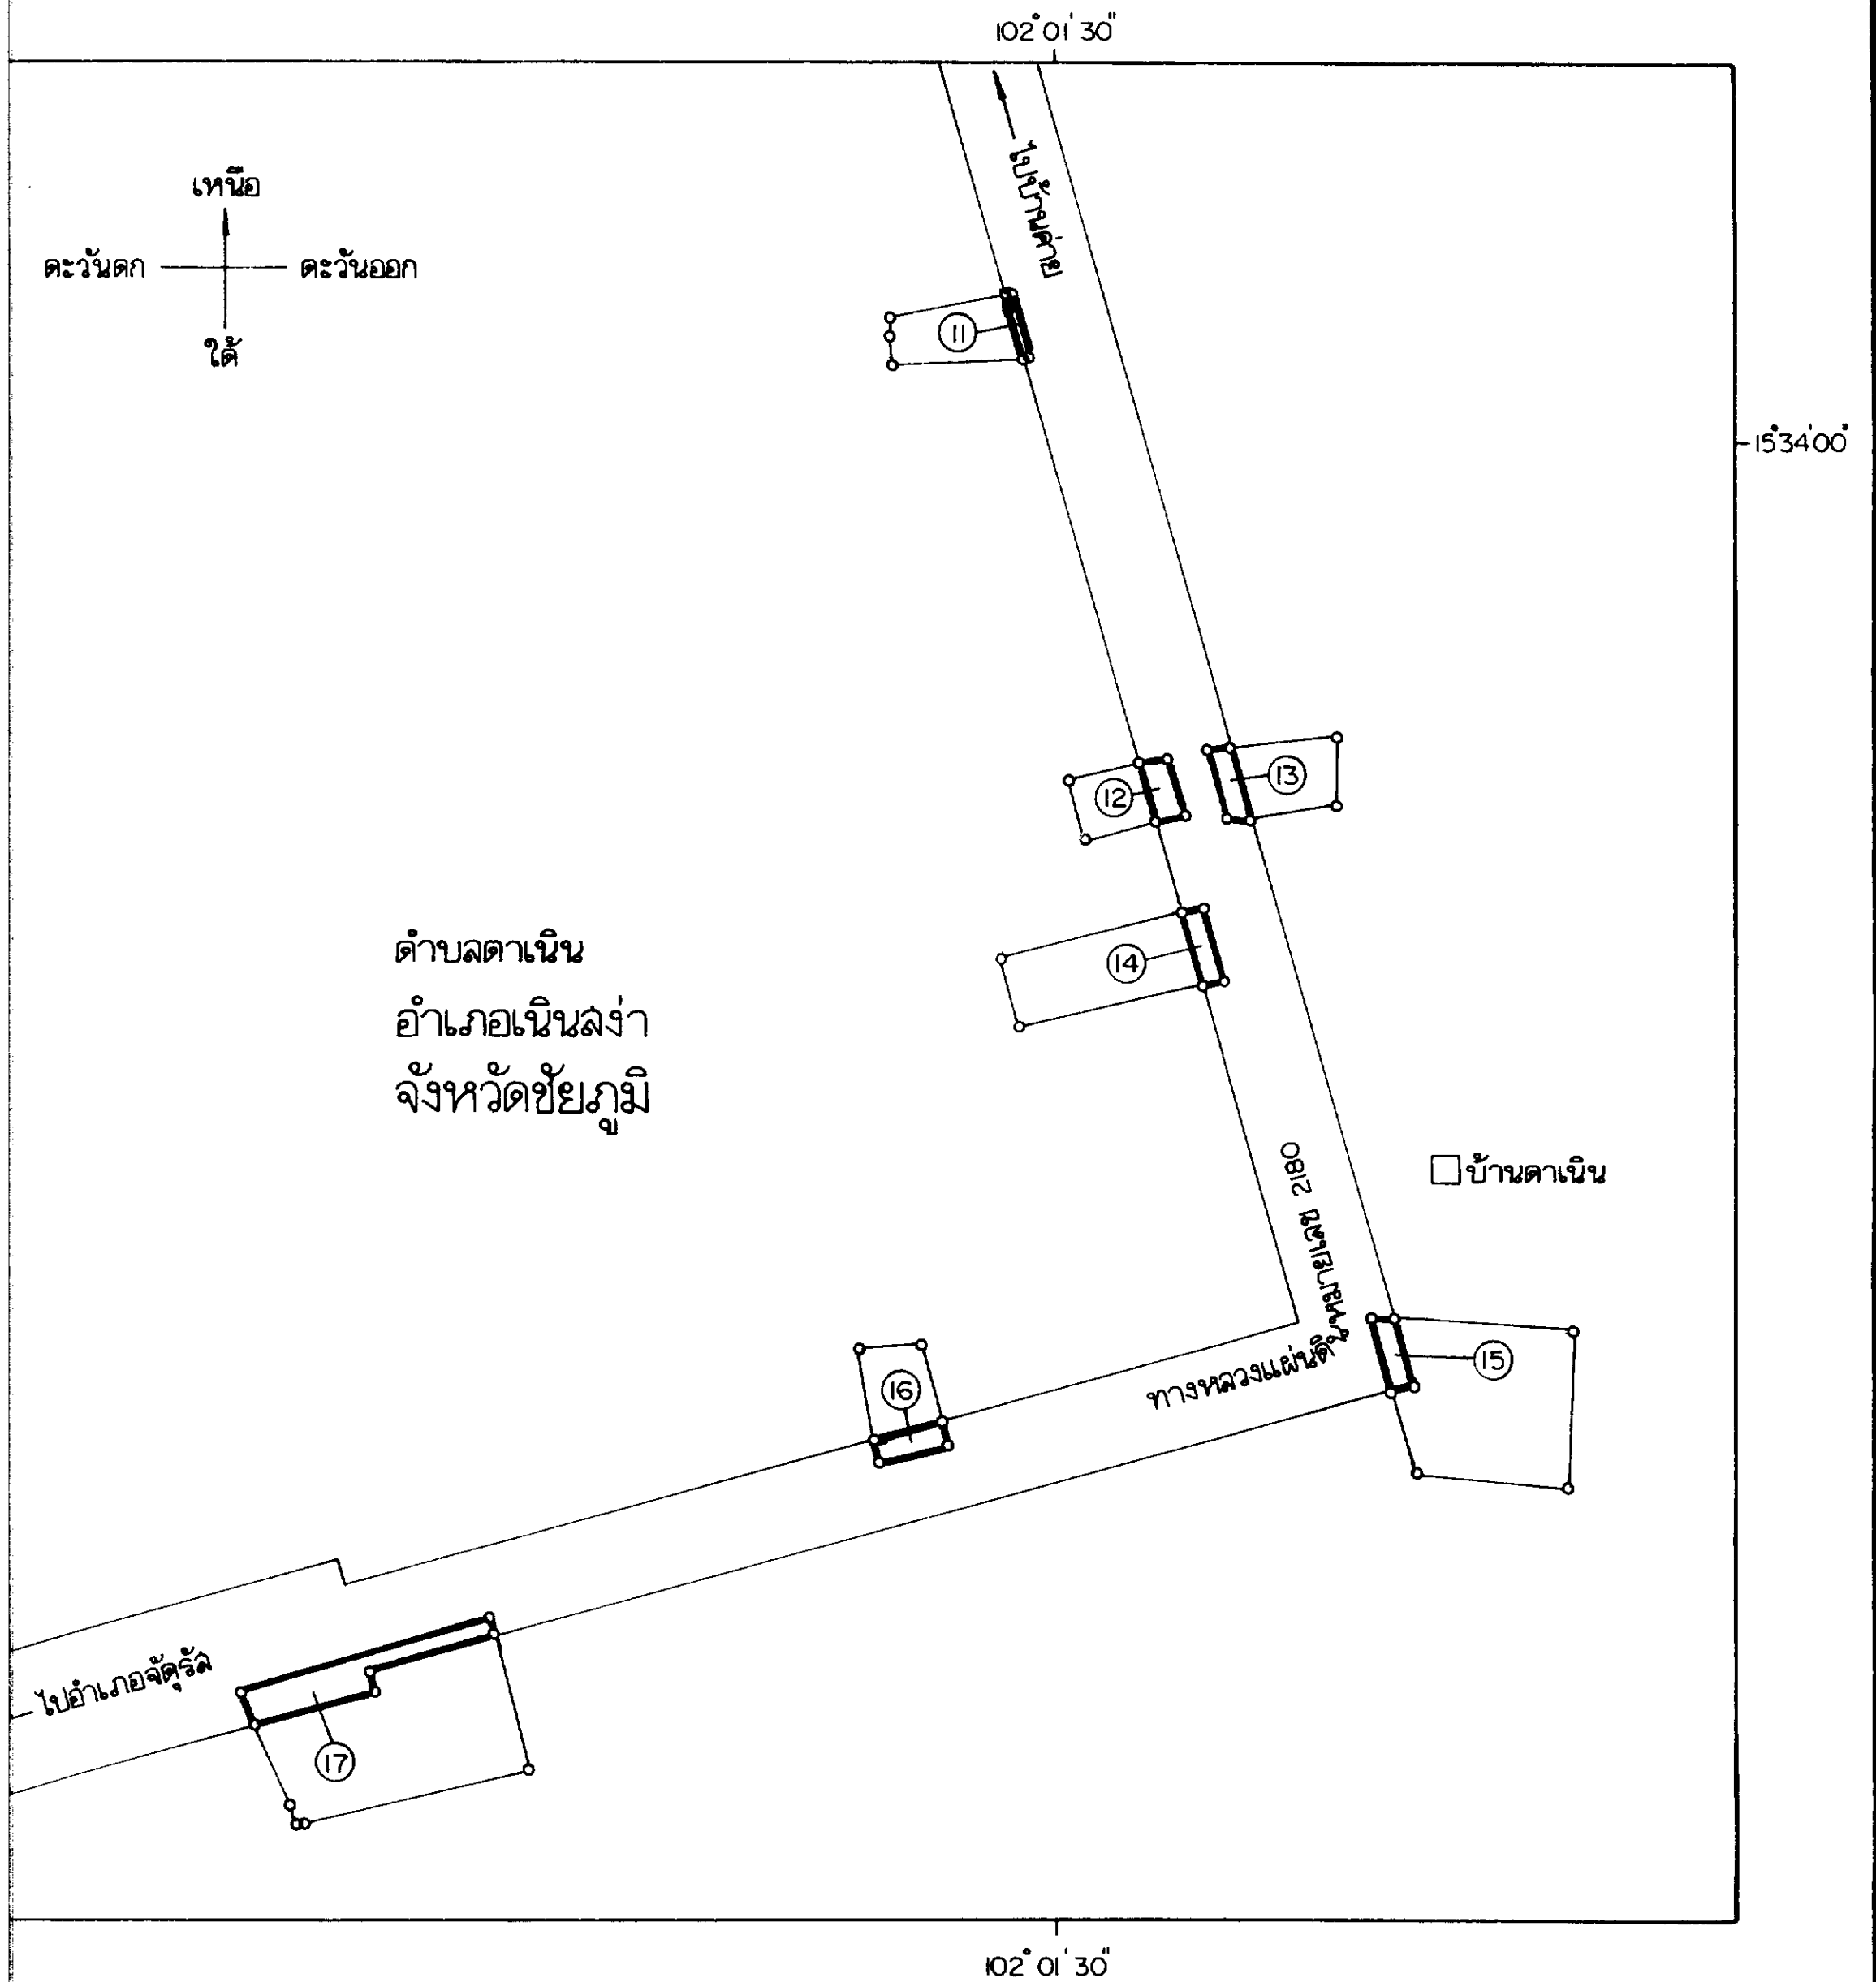 102°01'30"
เหนือ
ตะวันตก
ตะวันออก
ใต้
ไปบ้านค่าย
11
15°34'00"
12
13
14
ตำบลตาเนิน
อำเภอเนินสง่า
จังหวัดชัยภูมิ
บ้านตาเนิน
ทางหลวงแผ่นดินหมายเลข 2180
15
16
ไปอำเภอจัตุรัส
17
102°01'30"